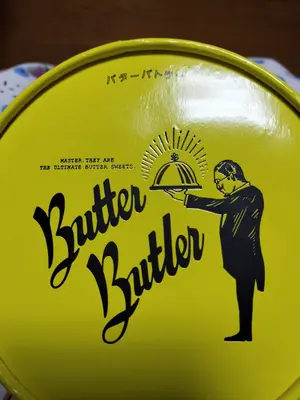 バターバトラー
MASTER, THEY ARE
THE ULTIMATE BUTTER SWEETS.
Butter
Butler